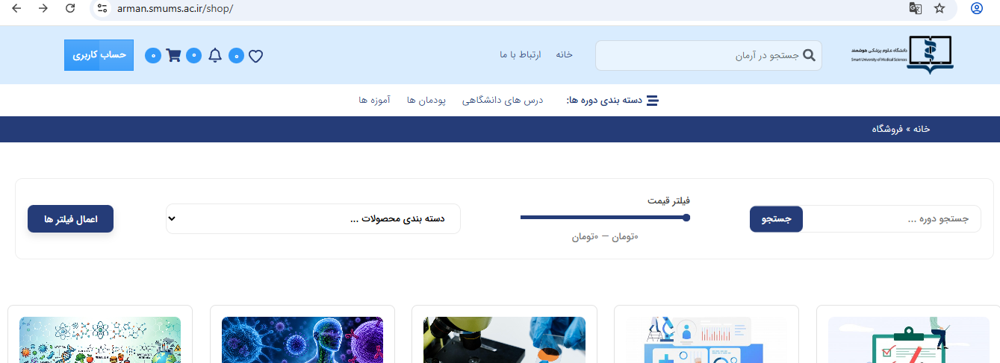 arman.smums.ac.ir/shop/
دانشگاه علوم پزشکی هوشمند
Smart University of Medical Sciences
جستجو در آرمان
خانه
ارتباط با ما
۰
۰
۰
حساب کاربری
دسته بندی دوره ها:
درس های دانشگاهی
پودمان ها
آموزه ها
خانه » فروشگاه
جستجو دوره ...
جستجو
فیلتر قیمت
۰تومان — ۰تومان
دسته بندی محصولات ...
اعمال فیلتر ها